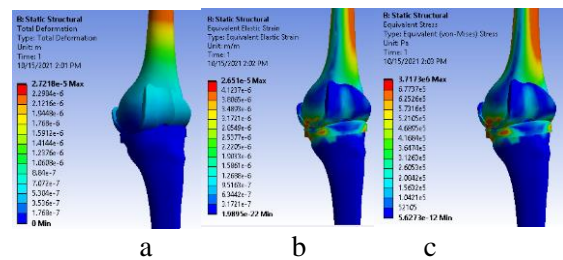 B: Static Structural
Total Deformation
Type: Total Deformation
Unit: m
Time: 1
10/15/2021 2:01 PM
2.7218e-5 Max
2.2984e-6
2.1216e-6
1.9448e-6
1.768e-6
1.5912e-6
1.4144e-6
1.2376e-6
1.0608e-6
8.84e-7
7.072e-7
5.304e-7
3.536e-7
1.768e-7
0 Min
a
B: Static Structural
Equivalent Elastic Strain
Type: Equivalent Elastic Strain
Unit: m/m
Time: 1
10/15/2021 2:02 PM
2.651e-5 Max
4.1237e-6
3.8065e-6
3.4893e-6
3.1721e-6
2.5377e-6
2.2205e-6
1.9033e-6
1.5861e-6
1.2688e-6
9.5163e-7
6.3442e-7
3.1721e-7
1.9895e-22 Min
b
B: Static Structural
Equivalent Stress
Type: Equivalent (von-Mises) Stress
Unit: Pa
Time: 1
10/15/2021 2:03 PM
3.7173e6 Max
6.7737e5
6.2526e5
5.7316e5
5.2105e5
4.6895e5
4.1684e5
3.6474e5
3.1263e5
2.6053e5
2.0842e5
1.5632e5
1.0421e5
52105
5.6273e-12 Min
c